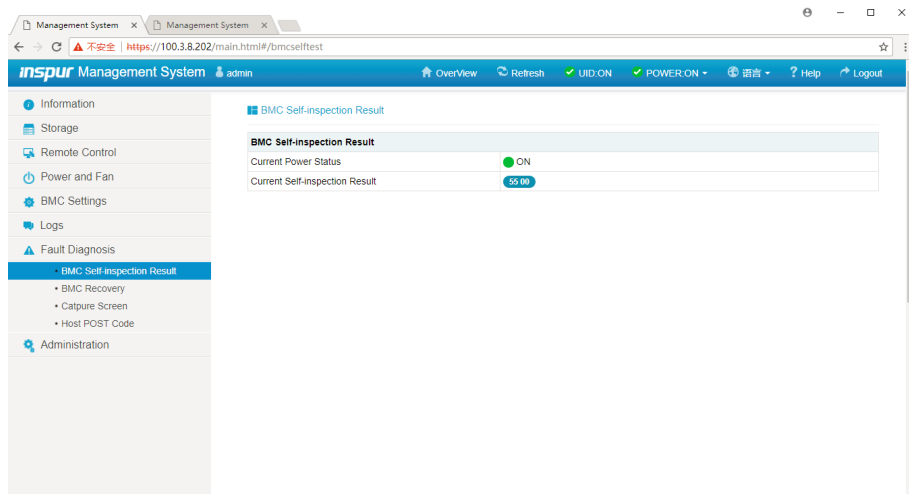 Management System x Management System x
不安全 | https://100.3.8.202/main.html#/bmcselftest
inspur Management System admin OverView Refresh UID:ON POWER:ON 语言 ? Help Logout
Information
Storage
Remote Control
Power and Fan
BMC Settings
Logs
Fault Diagnosis
• BMC Self-inspection Result
• BMC Recovery
• Catpure Screen
• Host POST Code
Administration
BMC Self-inspection Result
BMC Self-inspection Result
Current Power Status ON
Current Self-inspection Result 55 00